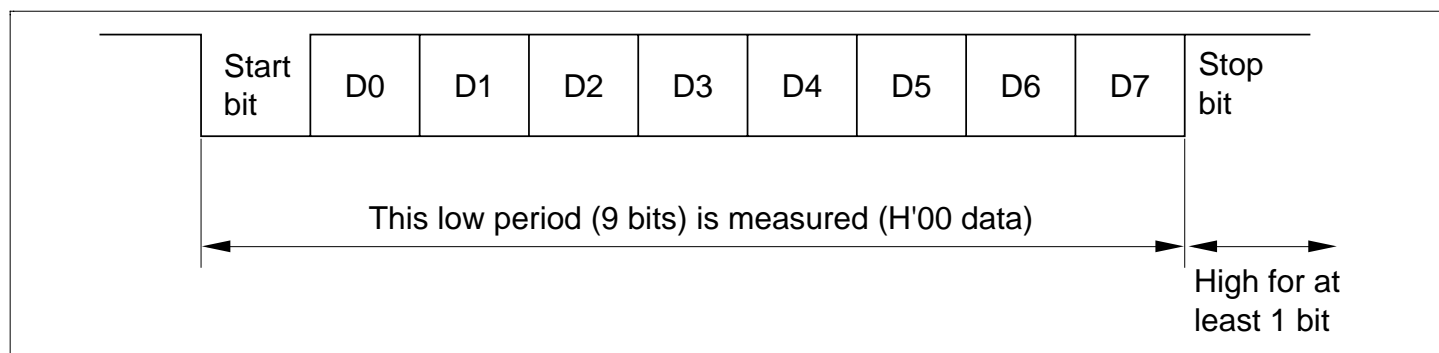 Start
bit
D0 D1 D2 D3 D4 D5 D6 D7
Stop
bit
This low period (9 bits) is measured (H'00 data)
High for at
least 1 bit